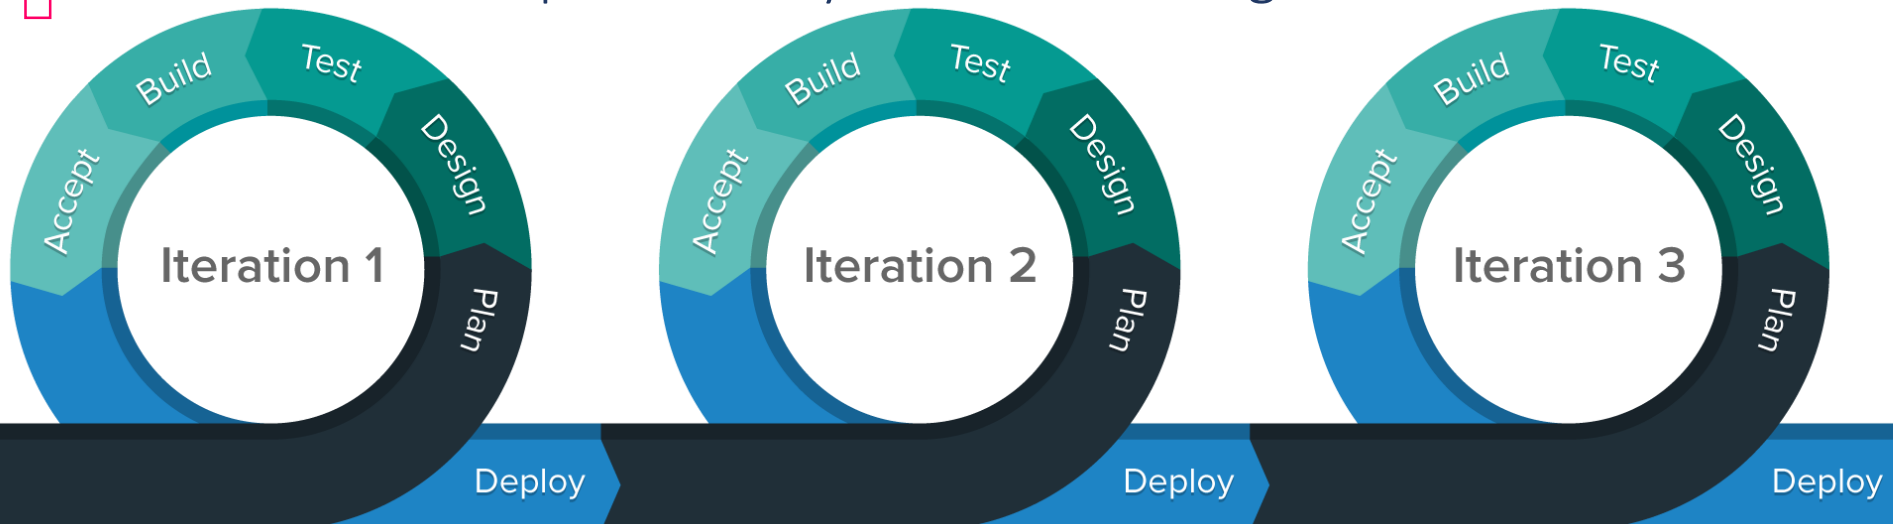 Build
Test
Design
Accept
Iteration 1
Plan
Deploy
Build
Test
Design
Accept
Iteration 2
Plan
Deploy
Build
Test
Design
Accept
Iteration 3
Plan
Deploy